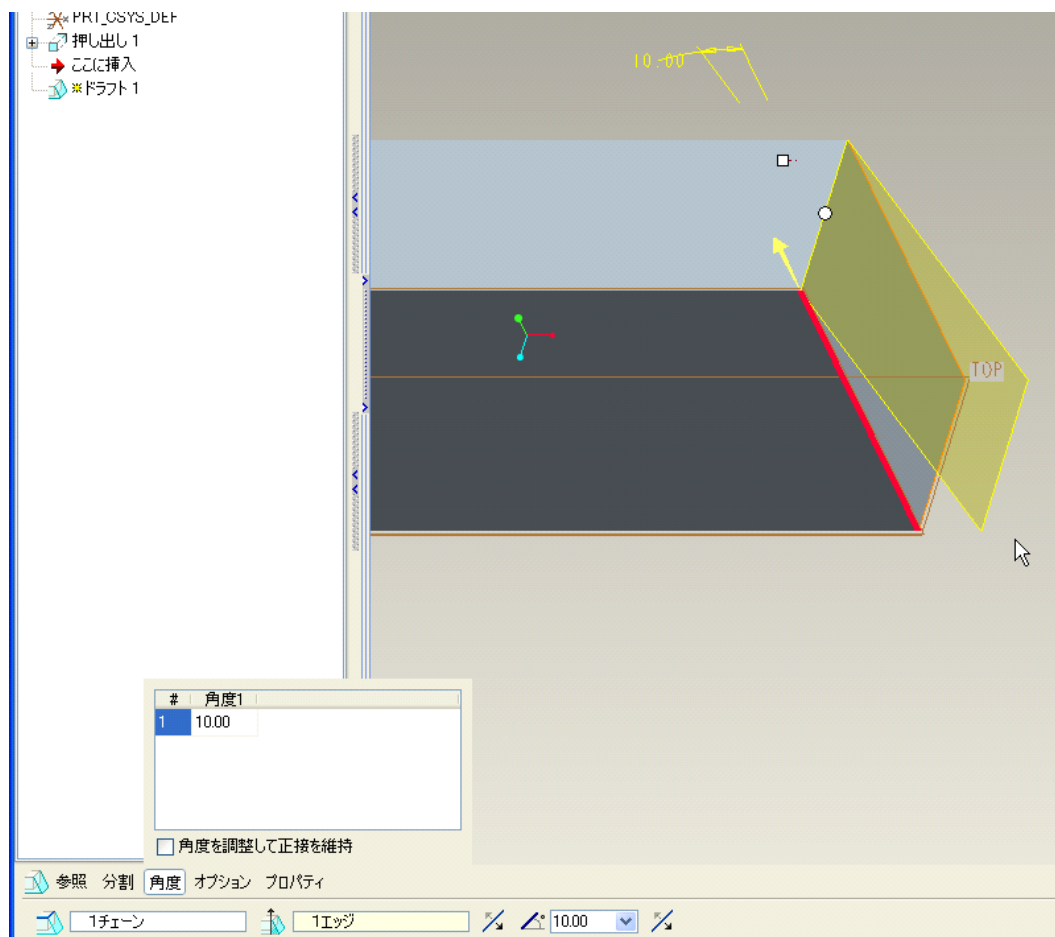 PRT_CSYS_DEF
押し出し 1
ここに挿入
ドラフト 1
10.00
TOP
# 角度1
1 10.00
角度を調整して正接を維持
参照 分割 角度 オプション プロパティ
1チェーン 1エッジ 10.00